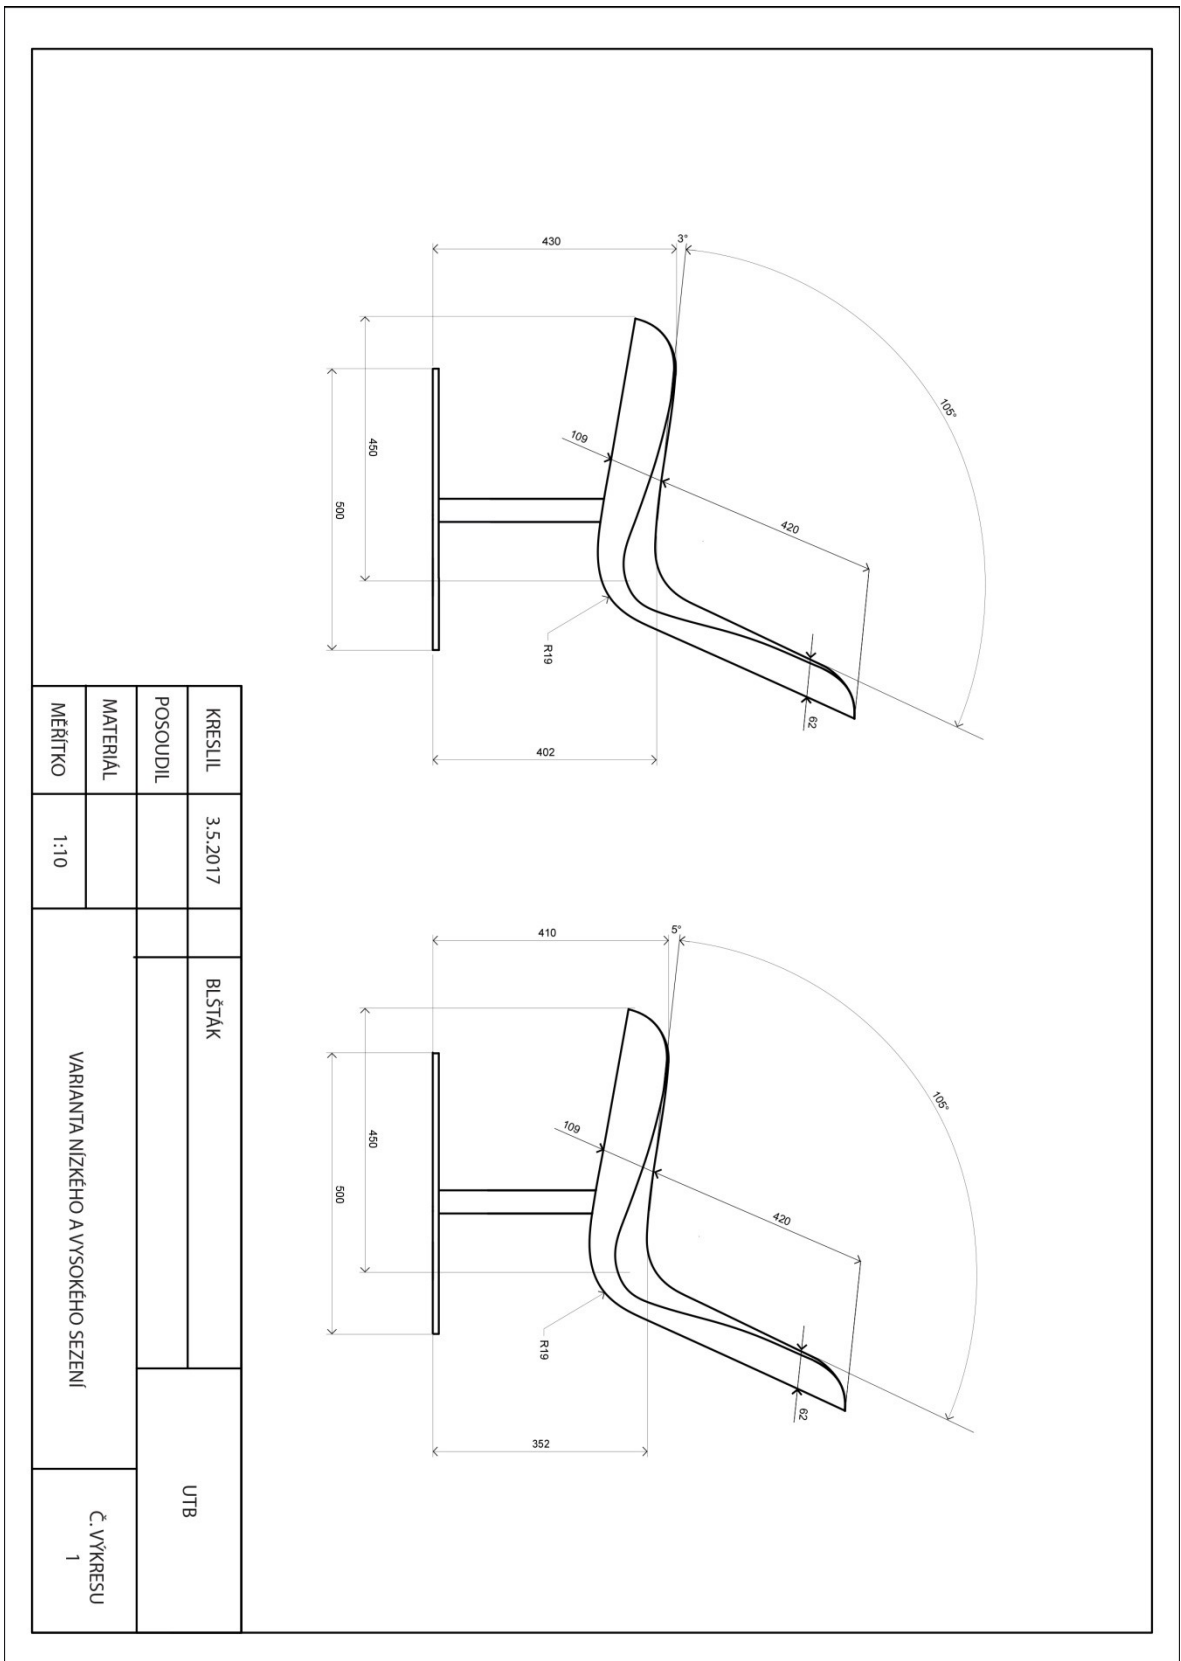 430
3°
105°
450
500
109
420
R19
62
402
410
5°
105°
450
500
109
420
R19
62
352
KRESLIL
3.5.2017
BLŠTÁK
UTB
POSOUDIL
MATERIÁL
VARIANTA NÍZKÉHO A VYSOKÉHO SEZENÍ
Č. VÝKRESU
1
MĚŘÍTKO
1:10